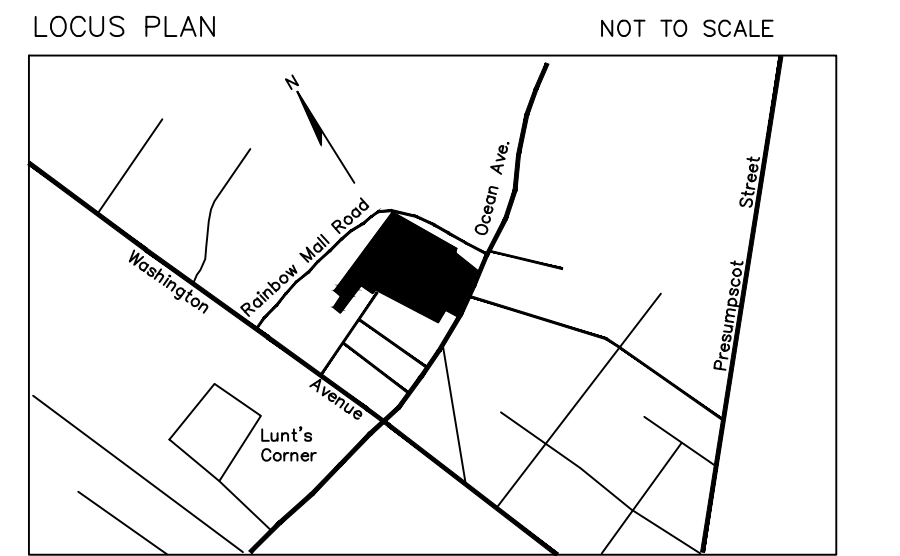 LOCUS PLAN
NOT TO SCALE
N
Ocean Ave.
Street
Rainbow Mall Road
Washington
Presumpscot
Avenue
Lunt's
Corner